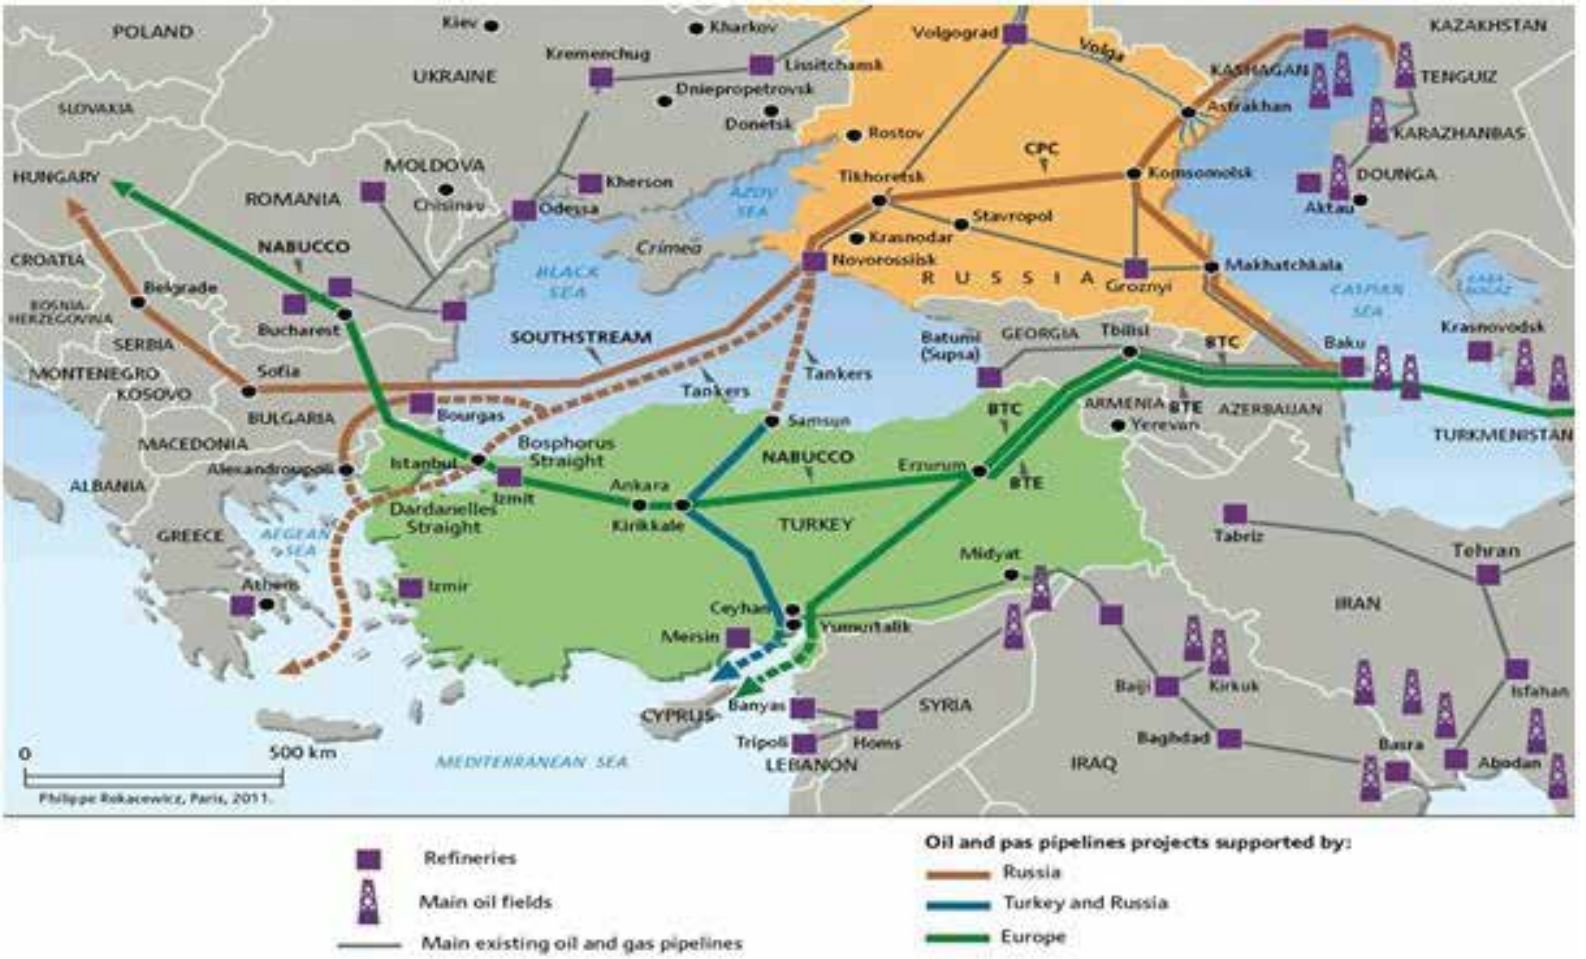 POLAND
Kiev
Kharkov
Volgograd
Volga
KAZAKHSTAN
UKRAINE
Kremenchug
Lissitchansk
KASHAGAN
TENGUIZ
SLOVAKIA
Dniepropetrovsk
Donetsk
Rostov
Astrakhan
KARAZHANBAS
HUNGARY
MOLDOVA
Chisinau
ROMANIA
Kherson
Odessa
AZOV
SEA
Tikhoretsk
CPC
Komsomolsk
DOUNGA
Aktau
CROATIA
NABUCCO
Crimea
Krasnodar
Stavropol
Novorossiisk
RUSSIA
Groznyi
Makhatchkala
BLACK
SEA
CASPIAN
SEA
KARA
BOGAZ
BOSNIA-
HERZEGOVINA
Belgrade
SERBIA
Bucharest
SOUTHSTREAM
Batumi
(Supsa)
GEORGIA
Tbilisi
BTC
Baku
Krasnovodsk
MONTENEGRO
KOSOVO
Sofia
BULGARIA
Bourgas
Tankers
Tankers
Samsun
BTC
ARMENIA
BTE
AZERBAIJAN
Yerevan
TURKMENISTAN
MACEDONIA
Alexandroupoli
Istanbul
Bosphorus
Straight
NABUCCO
Erzurum
BTE
ALBANIA
Izmit
Ankara
Kirikkale
TURKEY
Dardanelles
Straight
GREECE
AEGEAN
SEA
Tabriz
Tehran
Athens
Izmir
Midyat
IRAN
Ceyhan
Yumurtalik
Mersin
CYPRUS
Banyas
Tripoli
Homs
LEBANON
SYRIA
Baiji
Kirkuk
Baghdad
IRAQ
Basra
Isfahan
Abodan
MEDITERRANEAN SEA
0
500 km
Philippe Rekacewicz, Paris, 2011.
Refineries
Main oil fields
Main existing oil and gas pipelines
Oil and pas pipelines projects supported by:
Russia
Turkey and Russia
Europe